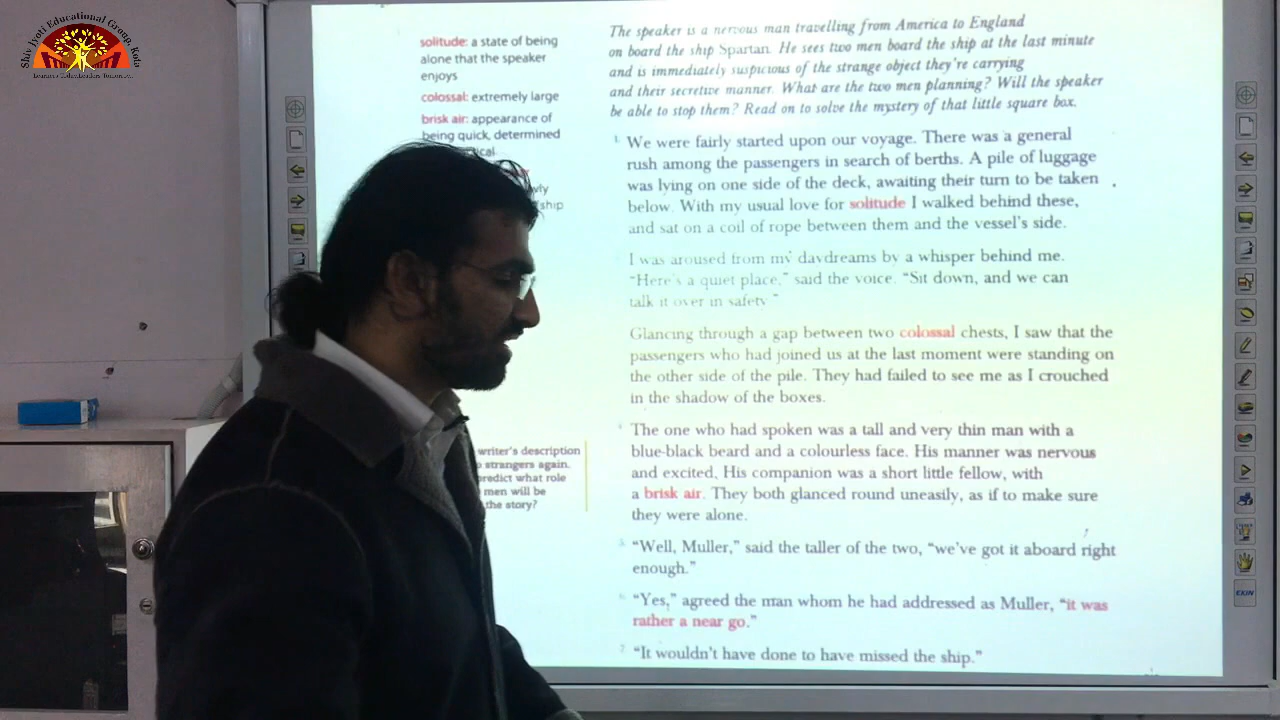 Shiv Jyoti Educational Group, Kota
solitude: a state of being
alone that the speaker
enjoys
colossal: extremely large
brisk air: appearance of
being quick, determined
writer's description
strangers again.
predict what role
men will be
the story?
The speaker is a nervous man travelling from America to England
on board the ship Spartan. He sees two men board the ship at the last minute
and is immediately suspicious of the strange object they're carrying
and their secretive manner. What are the two men planning? Will the speaker
be able to stop them? Read on to solve the mystery of that little square box.
1 We were fairly started upon our voyage. There was a general
rush among the passengers in search of berths. A pile of luggage
was lying on one side of the deck, awaiting their turn to be taken
below. With my usual love for solitude I walked behind these,
and sat on a coil of rope between them and the vessel's side.
I was aroused from my daydreams by a whisper behind me.
"Here's a quiet place," said the voice. "Sit down, and we can
talk it over in safety."
Glancing through a gap between two colossal chests, I saw that the
passengers who had joined us at the last moment were standing on
the other side of the pile. They had failed to see me as I crouched
in the shadow of the boxes.
The one who had spoken was a tall and very thin man with a
blue-black beard and a colourless face. His manner was nervous
and excited. His companion was a short little fellow, with
a brisk air. They both glanced round uneasily, as if to make sure
they were alone.
"Well, Muller," said the taller of the two, "we've got it aboard right
enough."
"Yes," agreed the man whom he had addressed as Muller, "it was
rather a near go."
7 "It wouldn't have done to have missed the ship."
EKIN